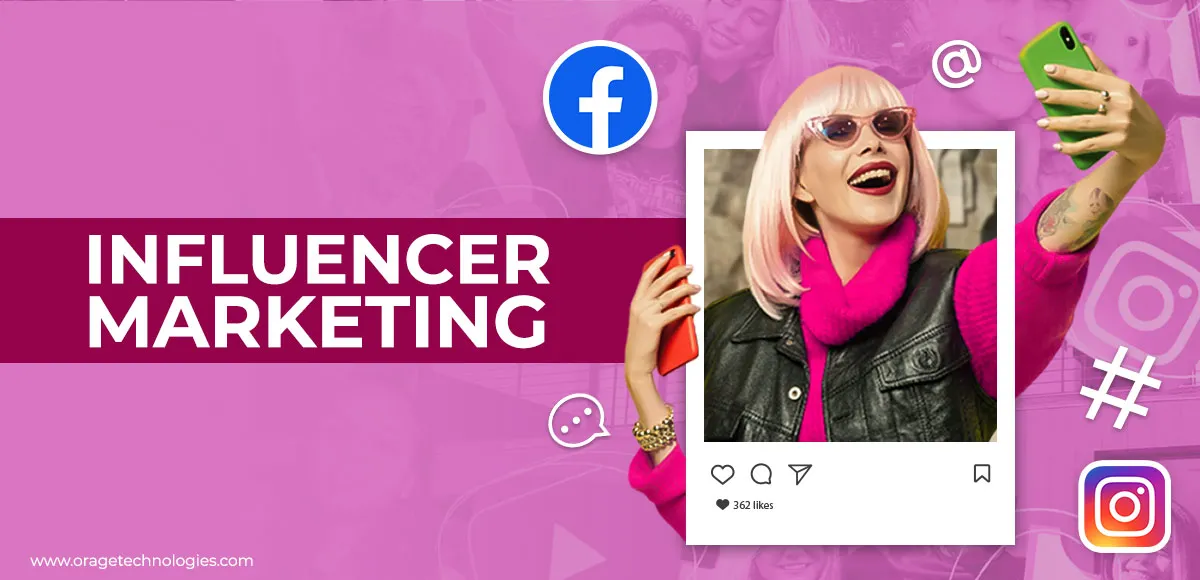 INFLUENCER
MARKETING
@
#
362 likes
www.oragetechnologies.com